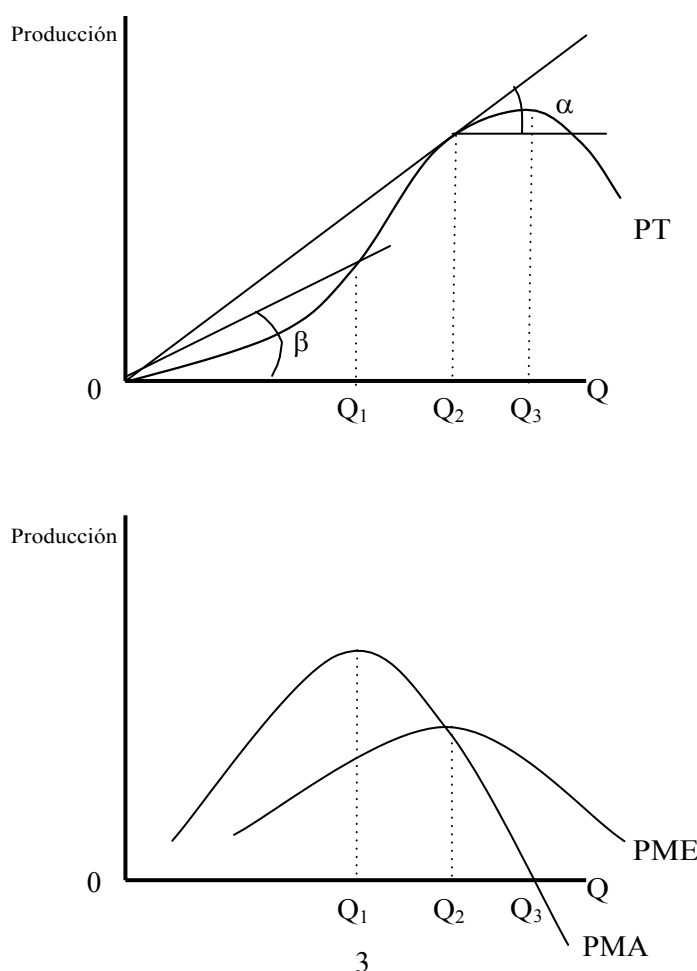 Producción
α
PT
β
0
Q
Q₁ Q₂ Q₃
Producción
PME
0
Q
Q₁ Q₂ Q₃
PMA
3